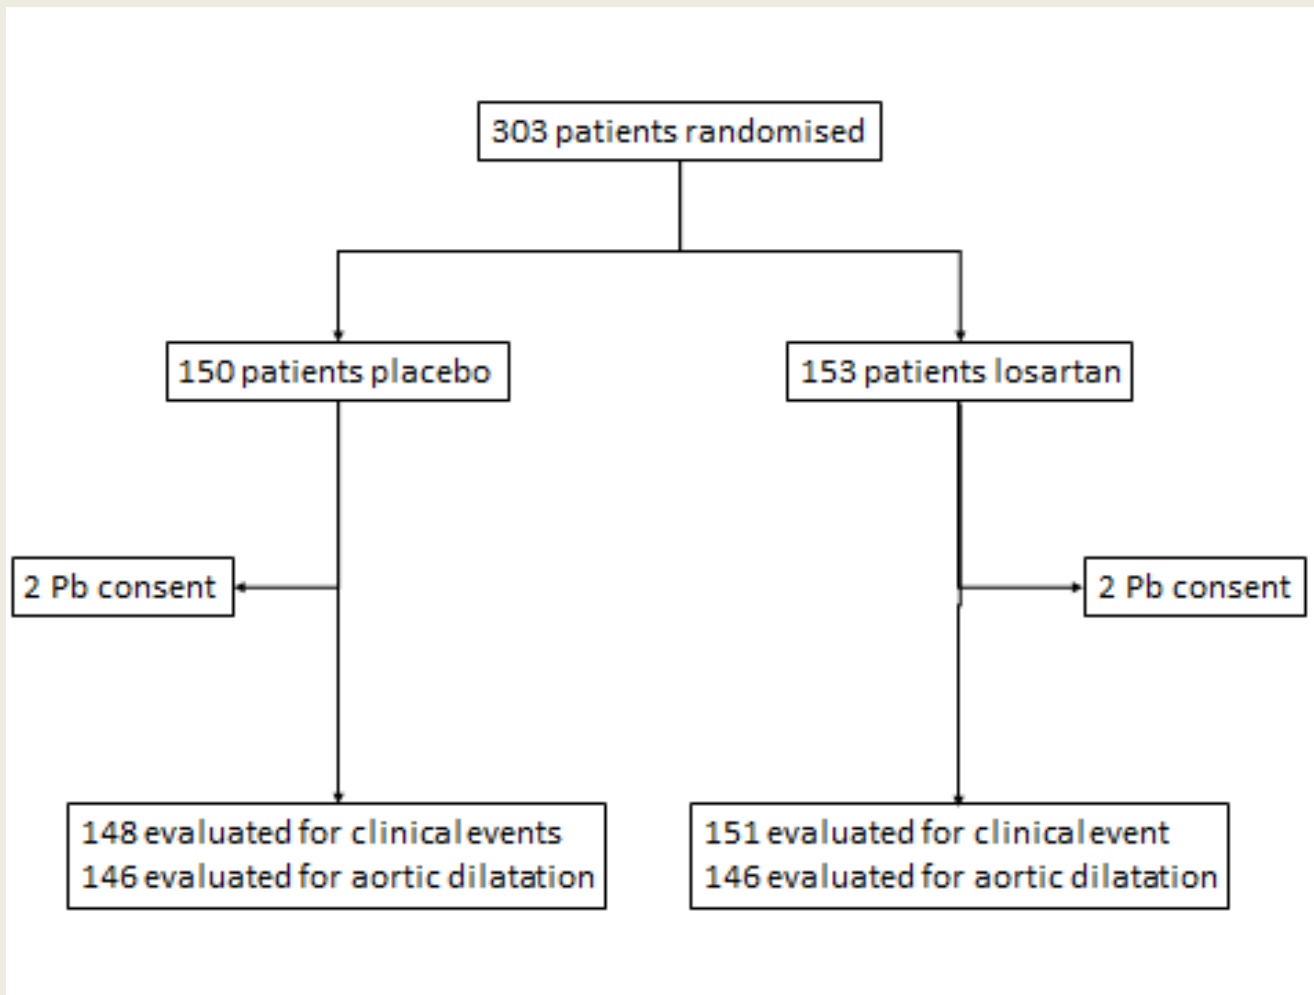 303 patients randomised
150 patients placebo
153 patients losartan
2 Pb consent
2 Pb consent
148 evaluated for clinical events
146 evaluated for aortic dilatation
151 evaluated for clinical event
146 evaluated for aortic dilatation